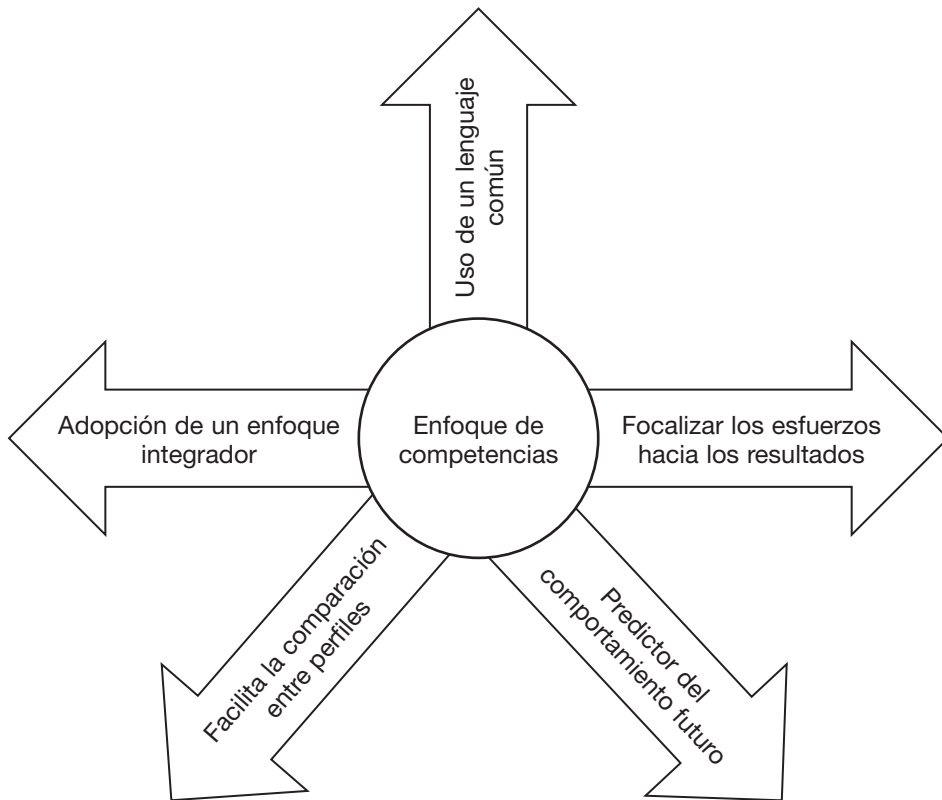 Uso de un lenguaje
común
Adopción de un enfoque
integrador
Enfoque de
competencias
Focalizar los esfuerzos
hacia los resultados
Facilita la comparación
entre perfiles
Predictor del
comportamiento futuro